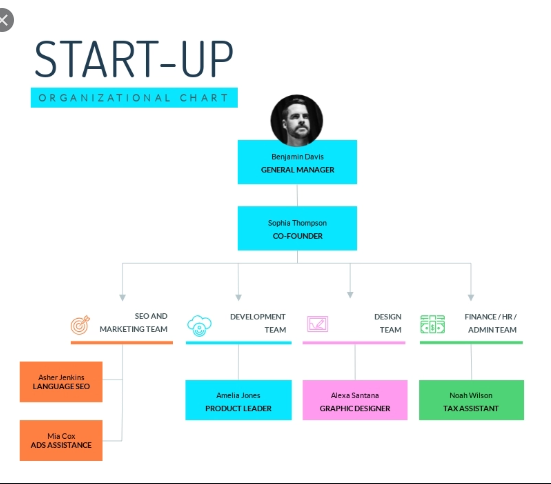 START-UP
ORGANIZATIONAL CHART
Benjamin Davis
GENERAL MANAGER
Sophia Thompson
CO-FOUNDER
SEO AND
MARKETING TEAM
DEVELOPMENT
TEAM
DESIGN
TEAM
FINANCE / HR /
ADMIN TEAM
Asher Jenkins
LANGUAGE SEO
Amelia Jones
PRODUCT LEADER
Alexa Santana
GRAPHIC DESIGNER
Noah Wilson
TAX ASSISTANT
Mia Cox
ADS ASSISTANCE